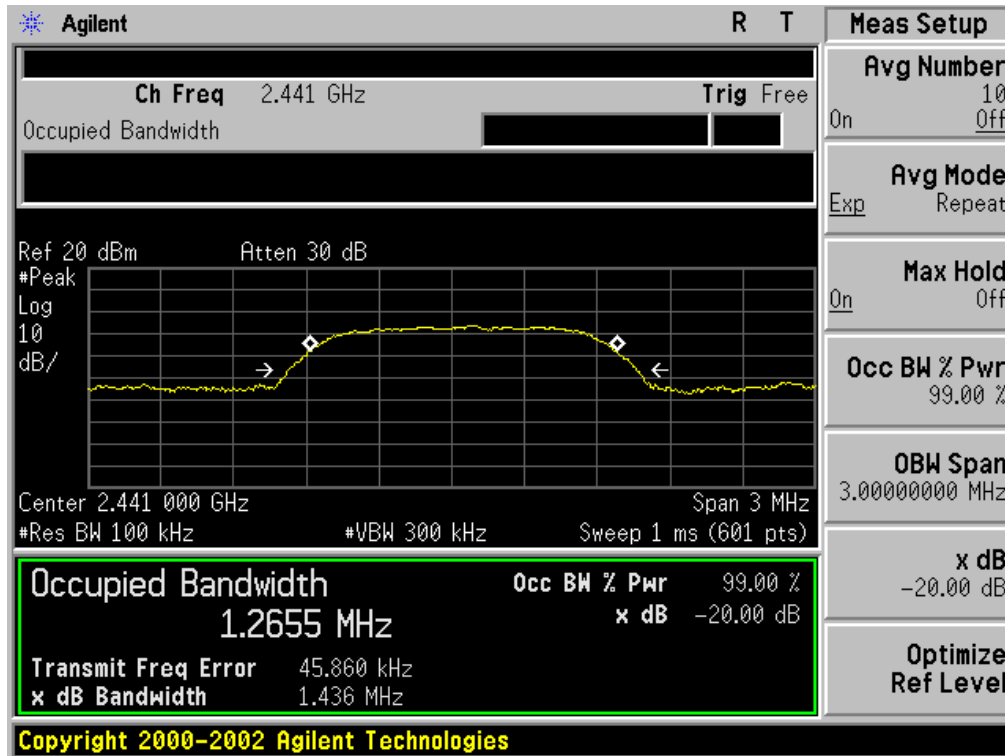 Agilent R T
Ch Freq 2.441 GHz Trig Free
Occupied Bandwidth
Ref 20 dBm Atten 30 dB
#Peak
Log
10
dB/
Center 2.441 000 GHz Span 3 MHz
#Res BW 100 kHz #VBW 300 kHz Sweep 1 ms (601 pts)
Occupied Bandwidth Occ BW % Pwr 99.00 %
1.2655 MHz x dB -20.00 dB
Transmit Freq Error 45.860 kHz
x dB Bandwidth 1.436 MHz
Copyright 2000-2002 Agilent Technologies
Meas Setup
Avg Number
10
On Off
Avg Mode
Exp Repeat
Max Hold
On Off
Occ BW % Pwr
99.00 %
OBW Span
3.00000000 MHz
x dB
-20.00 dB
Optimize
Ref Level